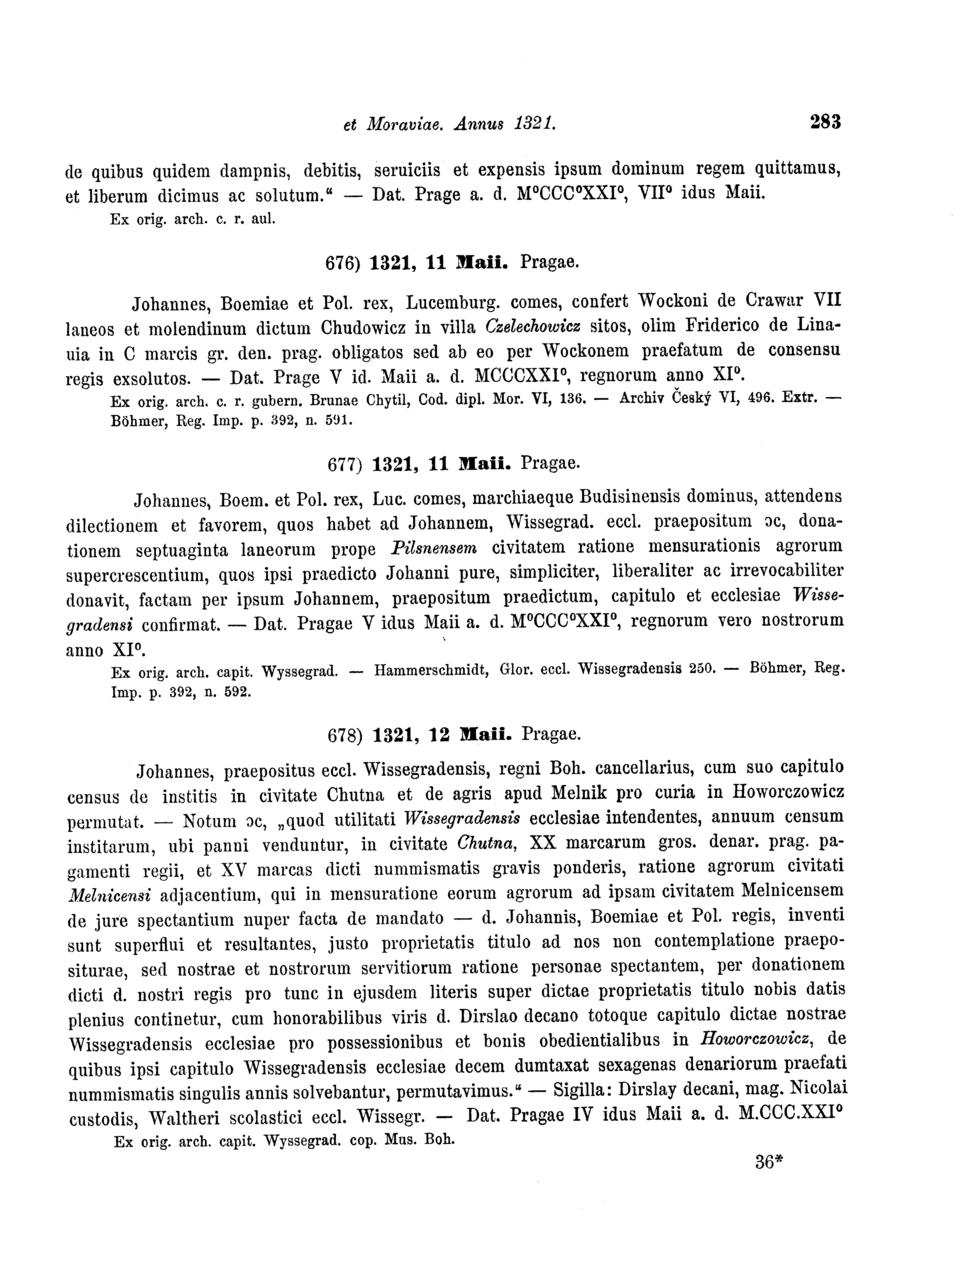 et Moraviae. Annus 1321. 283
de quibus quidem dampnis, debitis, seruiciis et expensis ipsum dominum regem quittamus,
et liberum dicimus ac solutum.“ — Dat. Prage a. d. MºCCCºXXIº, VIIº idus Maii.
Ex orig. arch. c. r. aul.
676) 1321, 11 Maii. Pragae.
Johannes, Boemiae et Pol. rex, Lucemburg. comes, confert Wockoni de Crawar VII
laneos et molendinum dictum Chudowicz in villa Czelechowicz sitos, olim Friderico de Lina-
uia in C marcis gr. den. prag. obligatos sed ab eo per Wockonem praefatum de consensu
regis exsolutos. — Dat. Prage V id. Maii a. d. MCCCXXIº, regnorum anno XIº.
Ex orig. arch. c. r. gubern. Brunae Chytil, Cod. dipl. Mor. VI, 136. — Archiv Český VI, 496. Extr. —
Böhmer, Reg. Imp. p. 392, n. 591.
677) 1321, 11 Maii. Pragae.
Johannes, Boem. et Pol. rex, Luc. comes, marchiaeque Budisinensis dominus, attendens
dilectionem et favorem, quos habet ad Johannem, Wissegrad. eccl. praepositum ɔc, dona-
tionem septuaginta laneorum prope Pilsnensem civitatem ratione mensurationis agrorum
supercrescentium, quos ipsi praedicto Johanni pure, simpliciter, liberaliter ac irrevocabiliter
donavit, factam per ipsum Johannem, praepositum praedictum, capitulo et ecclesiae Wisse-
gradensi confirmat. — Dat. Pragae V idus Maii a. d. MºCCCºXXIº, regnorum vero nostrorum
anno XIº.
Ex orig. arch. capit. Wyssegrad. — Hammerschmidt, Glor. eccl. Wissegradensis 250. — Böhmer, Reg.
Imp. p. 392, n. 592.
678) 1321, 12 Maii. Pragae.
Johannes, praepositus eccl. Wissegradensis, regni Boh. cancellarius, cum suo capitulo
census de institis in civitate Chutna et de agris apud Melnik pro curia in Howorczowicz
permutat. — Notum ɔc, „quod utilitati Wissegradensis ecclesiae intendentes, annuum censum
institarum, ubi panni venduntur, in civitate Chutna, XX marcarum gros. denar. prag. pa-
gamenti regii, et XV marcas dicti nummismatis gravis ponderis, ratione agrorum civitati
Melnicensi adjacentium, qui in mensuratione eorum agrorum ad ipsam civitatem Melnicensem
de jure spectantium nuper facta de mandato — d. Johannis, Boemiae et Pol. regis, inventi
sunt superflui et resultantes, justo proprietatis titulo ad nos non contemplatione praepo-
siturae, sed nostrae et nostrorum servitiorum ratione personae spectantem, per donationem
dicti d. nostri regis pro tunc in ejusdem literis super dictae proprietatis titulo nobis datis
plenius continetur, cum honorabilibus viris d. Dirslao decano totoque capitulo dictae nostrae
Wissegradensis ecclesiae pro possessionibus et bonis obedientialibus in Howorczowicz, de
quibus ipsi capitulo Wissegradensis ecclesiae decem dumtaxat sexagenas denariorum praefati
nummismatis singulis annis solvebantur, permutavimus.“ — Sigilla: Dirslay decani, mag. Nicolai
custodis, Waltheri scolastici eccl. Wissegr. — Dat. Pragae IV idus Maii a. d. M.CCC.XXIº
Ex orig. arch. capit. Wyssegrad. cop. Mus. Boh.
36*